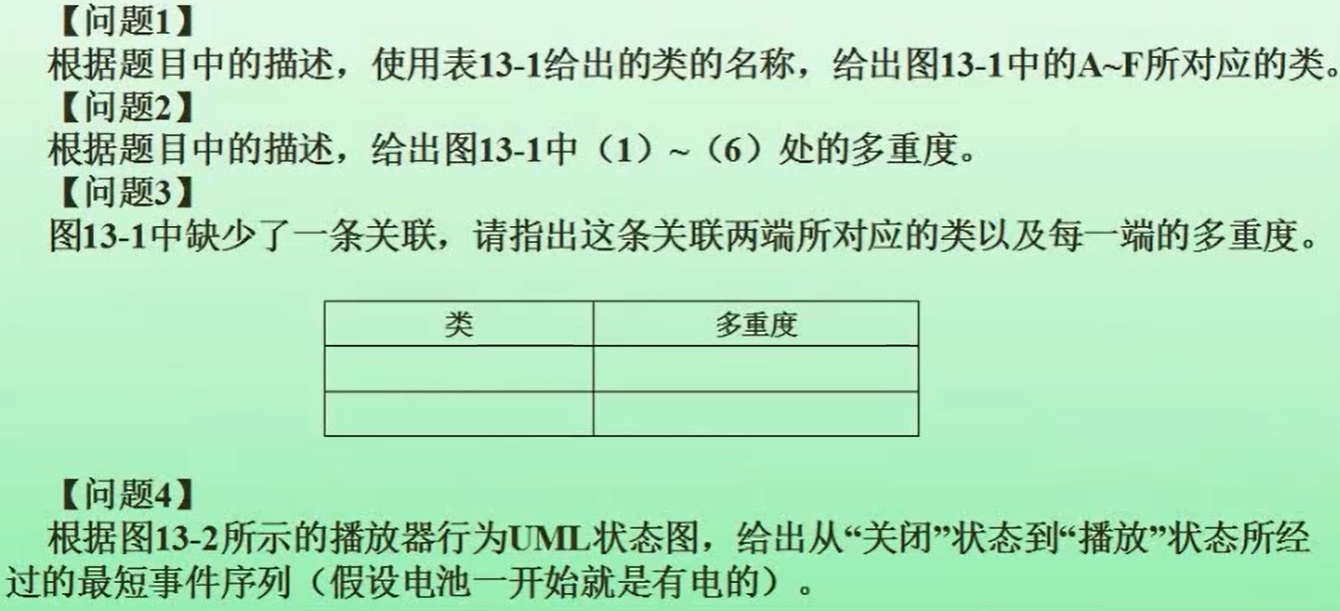 【问题1】
根据题目中的描述，使用表13-1给出的类的名称，给出图13-1中的A~F所对应的类。
【问题2】
根据题目中的描述，给出图13-1中（1）~（6）处的多重度。
【问题3】
图13-1中缺少了一条关联，请指出这条关联两端所对应的类以及每一端的多重度。
类 多重度
【问题4】
根据图13-2所示的播放器行为UML状态图，给出从“关闭”状态到“播放”状态所经
过的最短事件序列（假设电池一开始就是有电的）。